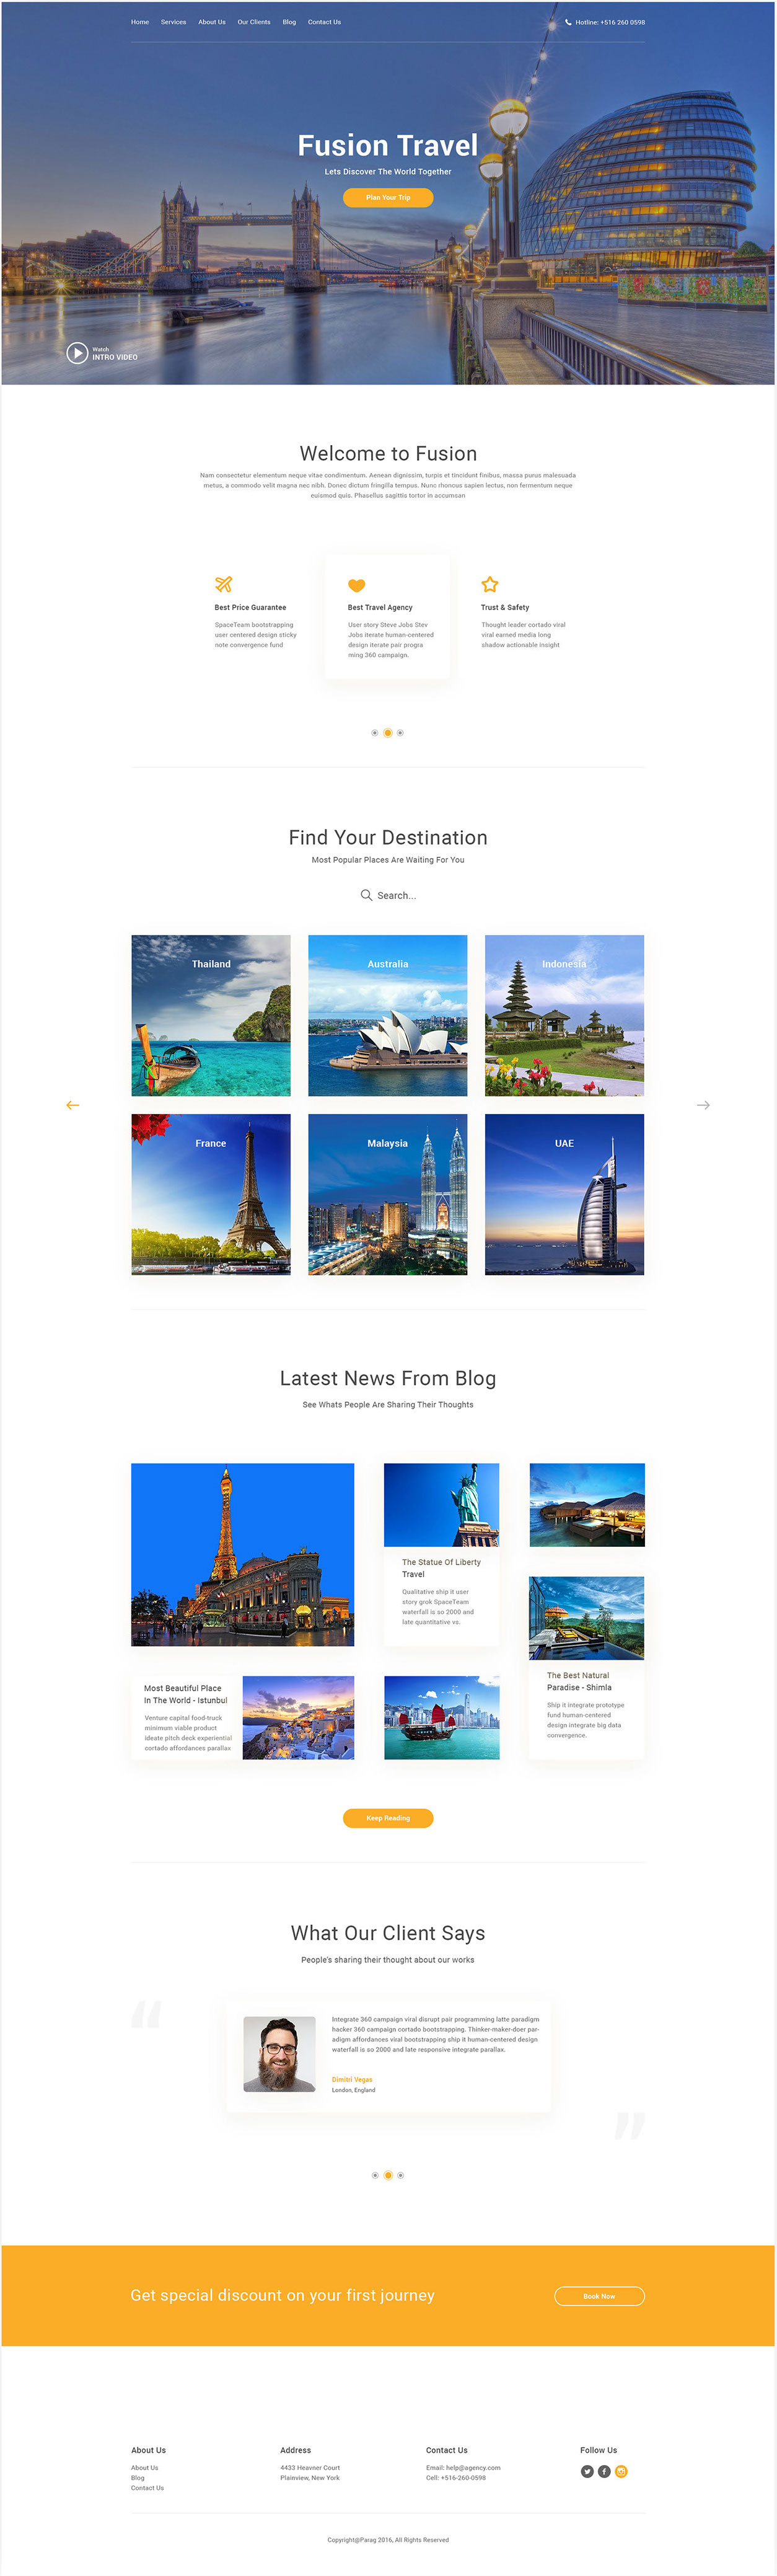 Home Services About Us Our Clients Blog Contact Us
Hotline: +516 260 0598
Fusion Travel
Lets Discover The World Together
Plan Your Trip
Watch
INTRO VIDEO
Welcome to Fusion
Nam consectetur elementum neque vitae condimentum. Aenean dignissim, turpis et tincidunt finibus, massa purus malesuada
metus, a commodo velit magna nec nibh. Donec dictum fringilla tempus. Nunc rhoncus sapien lectus, non fermentum neque
euismod quis. Phasellus sagittis tortor in accumsan
Best Price Guarantee
SpaceTeam bootstrapping
user centered design sticky
note convergence fund
Best Travel Agency
User story Steve Jobs Stev
Jobs iterate human-centered
design iterate pair progra
ming 360 campaign.
Trust & Safety
Thought leader cortado viral
viral earned media long
shadow actionable insight
Find Your Destination
Most Popular Places Are Waiting For You
Search...
Thailand
Australia
Indonesia
France
Malaysia
UAE
Latest News From Blog
See Whats People Are Sharing Their Thoughts
The Statue Of Liberty
Travel
Qualitative ship it user
story grok SpaceTeam
waterfall is so 2000 and
late quantitative vc.
Most Beautiful Place
In The World - Istunbul
Venture capital food-truck
minimum viable product
ideate pitch deck experiential
cortado affordances parallax
The Best Natural
Paradise - Shimla
Ship it integrate prototype
fund human-centered
design integrate big data
convergence.
Keep Reading
What Our Client Says
People's sharing their thought about our works
Integrate 360 campaign viral disrupt pair programming latte paradigm
hacker 360 campaign cortado bootstrapping. Thinker-maker-doer par-
adigm affordances viral bootstrapping ship it human-centered design
waterfall is so 2000 and late responsive integrate parallax.
Dimitri Vegas
London, England
Get special discount on your first journey
Book Now
About Us
About Us
Blog
Contact Us
Address
4433 Heavner Court
Plainview, New York
Contact Us
Email: help@agency.com
Cell: +516-260-0598
Follow Us
Copyright@Parag 2016, All Rights Reserved